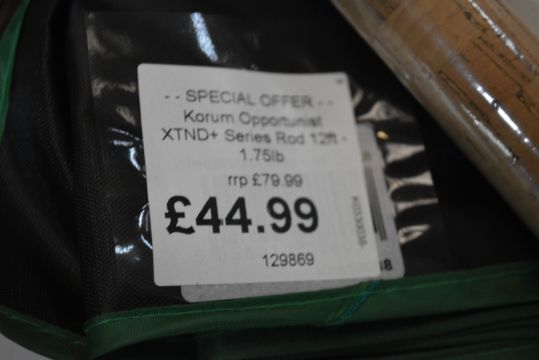 - - SPECIAL OFFER - -
Korum Opportunist
XTND+ Series Rod 12ft -
1.75lb
rrp £79.99
£44.99
129869